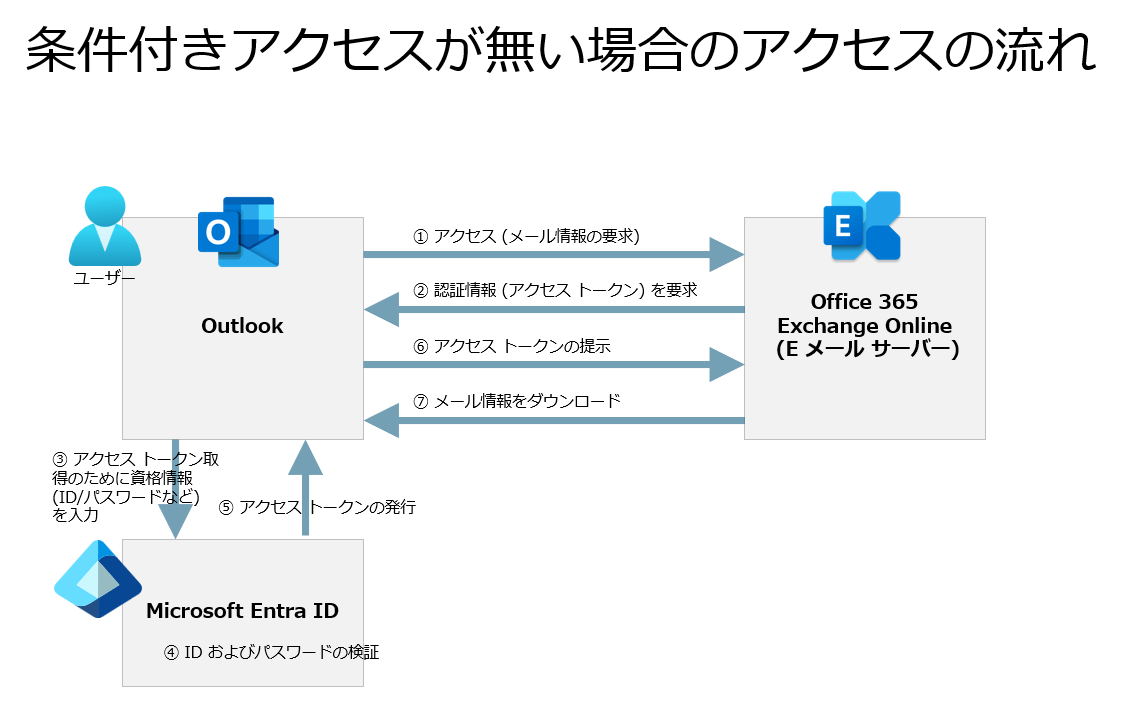 条件付きアクセスが無い場合のアクセスの流れ
ユーザー
O
Outlook
① アクセス (メール情報の要求)
② 認証情報 (アクセス トークン) を要求
⑥ アクセス トークンの提示
⑦ メール情報をダウンロード
E
Office 365
Exchange Online
(E メール サーバー)
③ アクセス トークン取
得のために資格情報
(ID/パスワードなど)
を入力
⑤ アクセス トークンの発行
Microsoft Entra ID
④ ID およびパスワードの検証